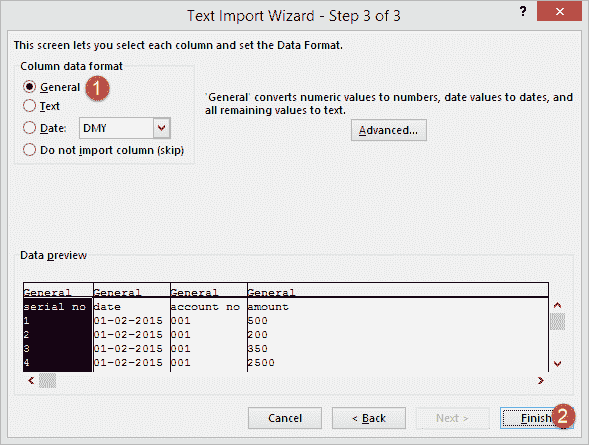 Text Import Wizard - Step 3 of 3
? ×
This screen lets you select each column and set the Data Format.
Column data format
General 1
Text
Date: DMY
Do not import column (skip)
'General' converts numeric values to numbers, date values to dates, and
all remaining values to text.
Advanced...
Data preview
General General General General
serial no date account no amount
1 01-02-2015 001 500
2 01-02-2015 001 200
3 01-02-2015 001 350
4 01-02-2015 001 2500
Cancel < Back Next > Finish 2